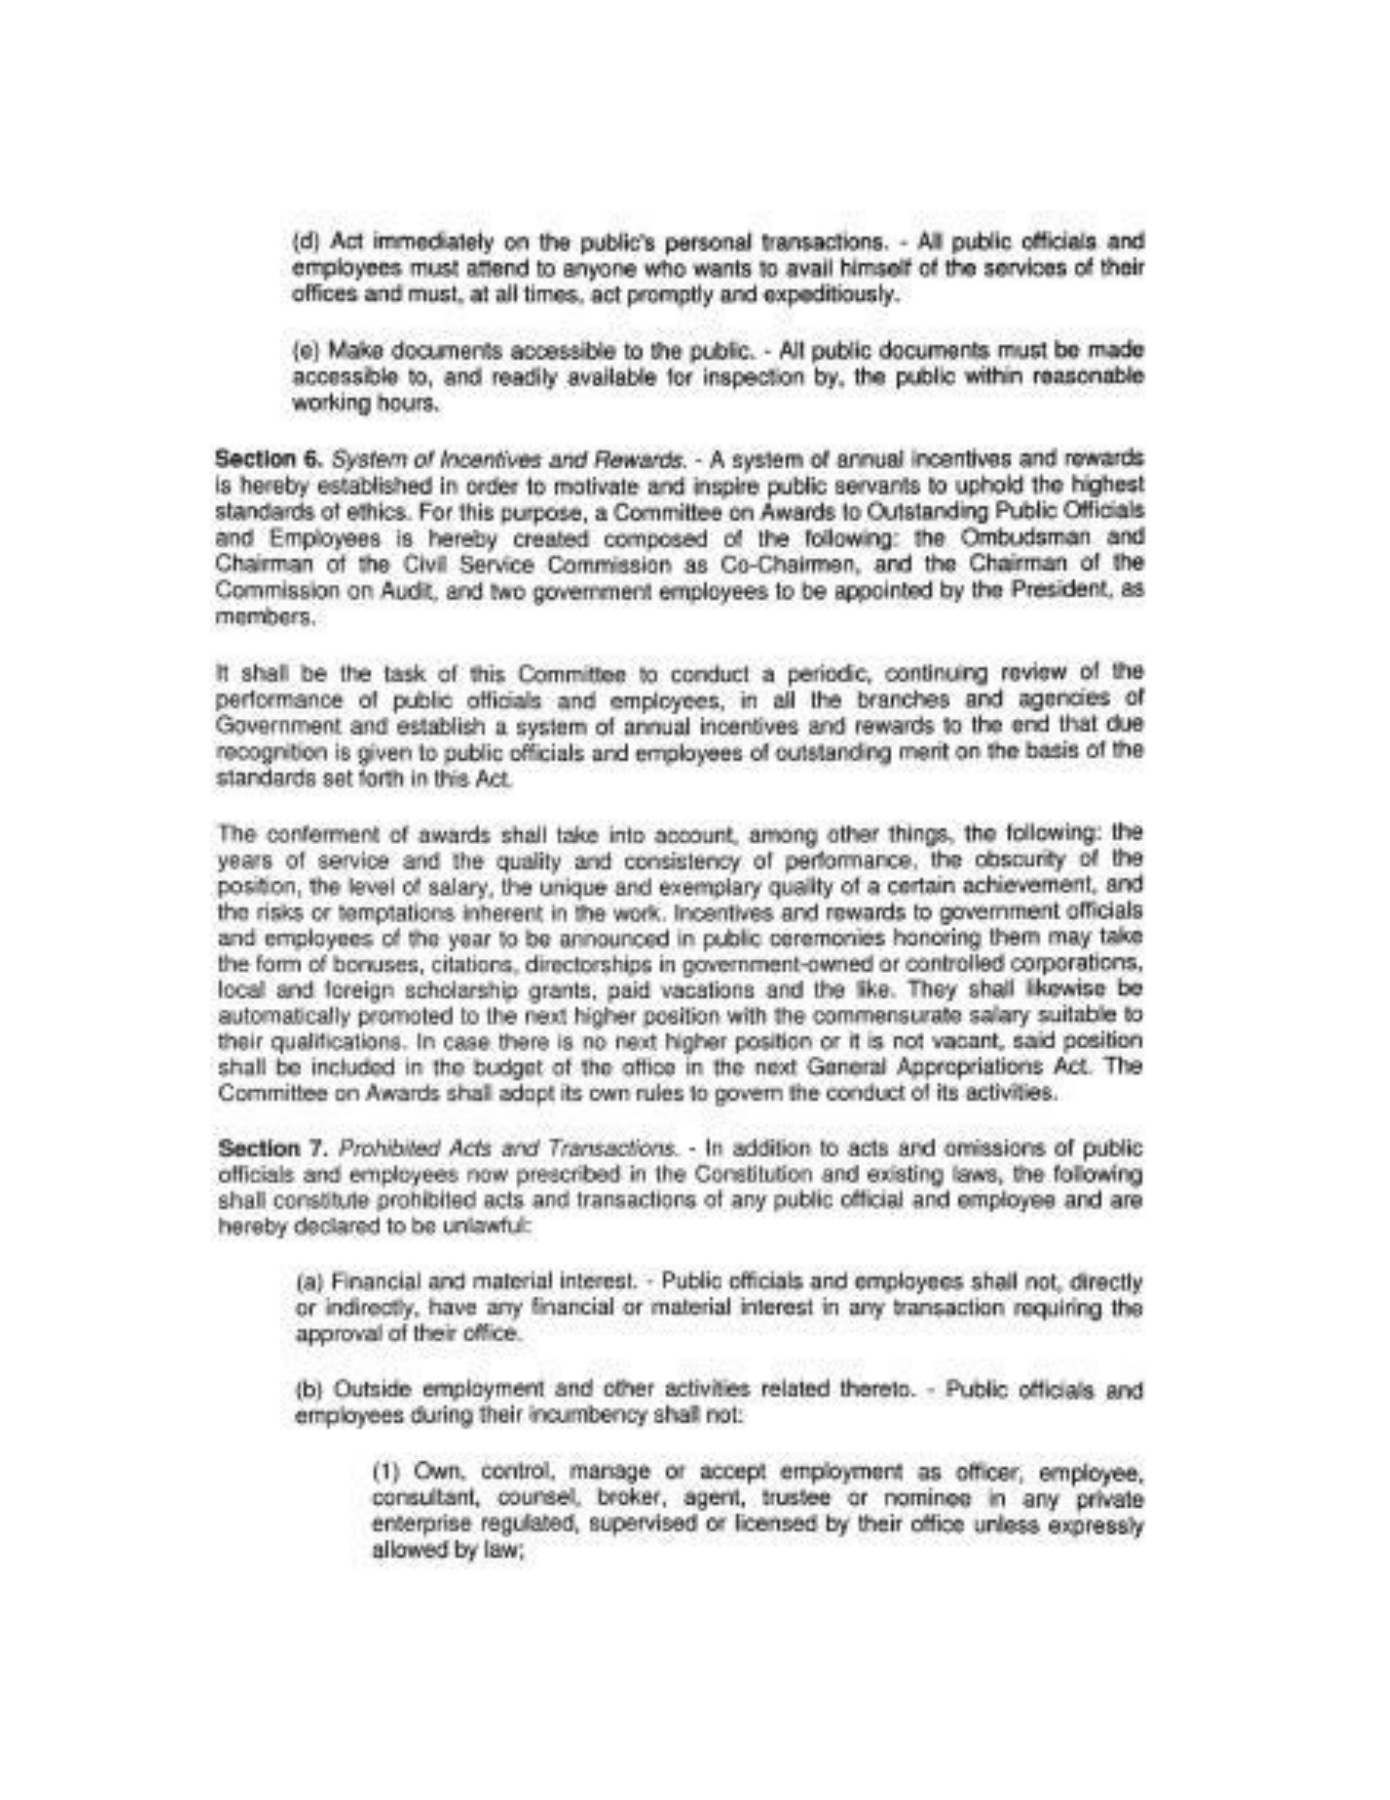 (d) Act immediately on the public's personal transactions. - All public officials and
employees must attend to anyone who wants to avail himself of the services of their
offices and must, at all times, act promptly and expeditiously.
(e) Make documents accessible to the public. - All public documents must be made
accessible to, and readily available for inspection by, the public within reasonable
working hours.
Section 6. System of Incentives and Rewards. - A system of annual incentives and rewards
is hereby established in order to motivate and inspire public servants to uphold the highest
standards of ethics. For this purpose, a Committee on Awards to Outstanding Public Officials
and Employees is hereby created composed of the following: the Ombudsman and
Chairman of the Civil Service Commission as Co-Chairmen, and the Chairman of the
Commission on Audit, and two government employees to be appointed by the President, as
members.
It shall be the task of this Committee to conduct a periodic, continuing review of the
performance of public officials and employees, in all the branches and agencies of
Government and establish a system of annual incentives and rewards to the end that due
recognition is given to public officials and employees of outstanding merit on the basis of the
standards set forth in this Act.
The conferment of awards shall take into account, among other things, the following: the
years of service and the quality and consistency of performance, the obscurity of the
position, the level of salary, the unique and exemplary quality of a certain achievement, and
the risks or temptations inherent in the work. Incentives and rewards to government officials
and employees of the year to be announced in public ceremonies honoring them may take
the form of bonuses, citations, directorships in government-owned or controlled corporations,
local and foreign scholarship grants, paid vacations and the like. They shall likewise be
automatically promoted to the next higher position with the commensurate salary suitable to
their qualifications. In case there is no next higher position or it is not vacant, said position
shall be included in the budget of the office in the next General Appropriations Act. The
Committee on Awards shall adopt its own rules to govern the conduct of its activities.
Section 7. Prohibited Acts and Transactions. - In addition to acts and omissions of public
officials and employees now prescribed in the Constitution and existing laws, the following
shall constitute prohibited acts and transactions of any public official and employee and are
hereby declared to be unlawful:
(a) Financial and material interest. - Public officials and employees shall not, directly
or indirectly, have any financial or material interest in any transaction requiring the
approval of their office.
(b) Outside employment and other activities related thereto. - Public officials and
employees during their incumbency shall not:
(1) Own, control, manage or accept employment as officer, employee,
consultant, counsel, broker, agent, trustee or nominee in any private
enterprise regulated, supervised or licensed by their office unless expressly
allowed by law;